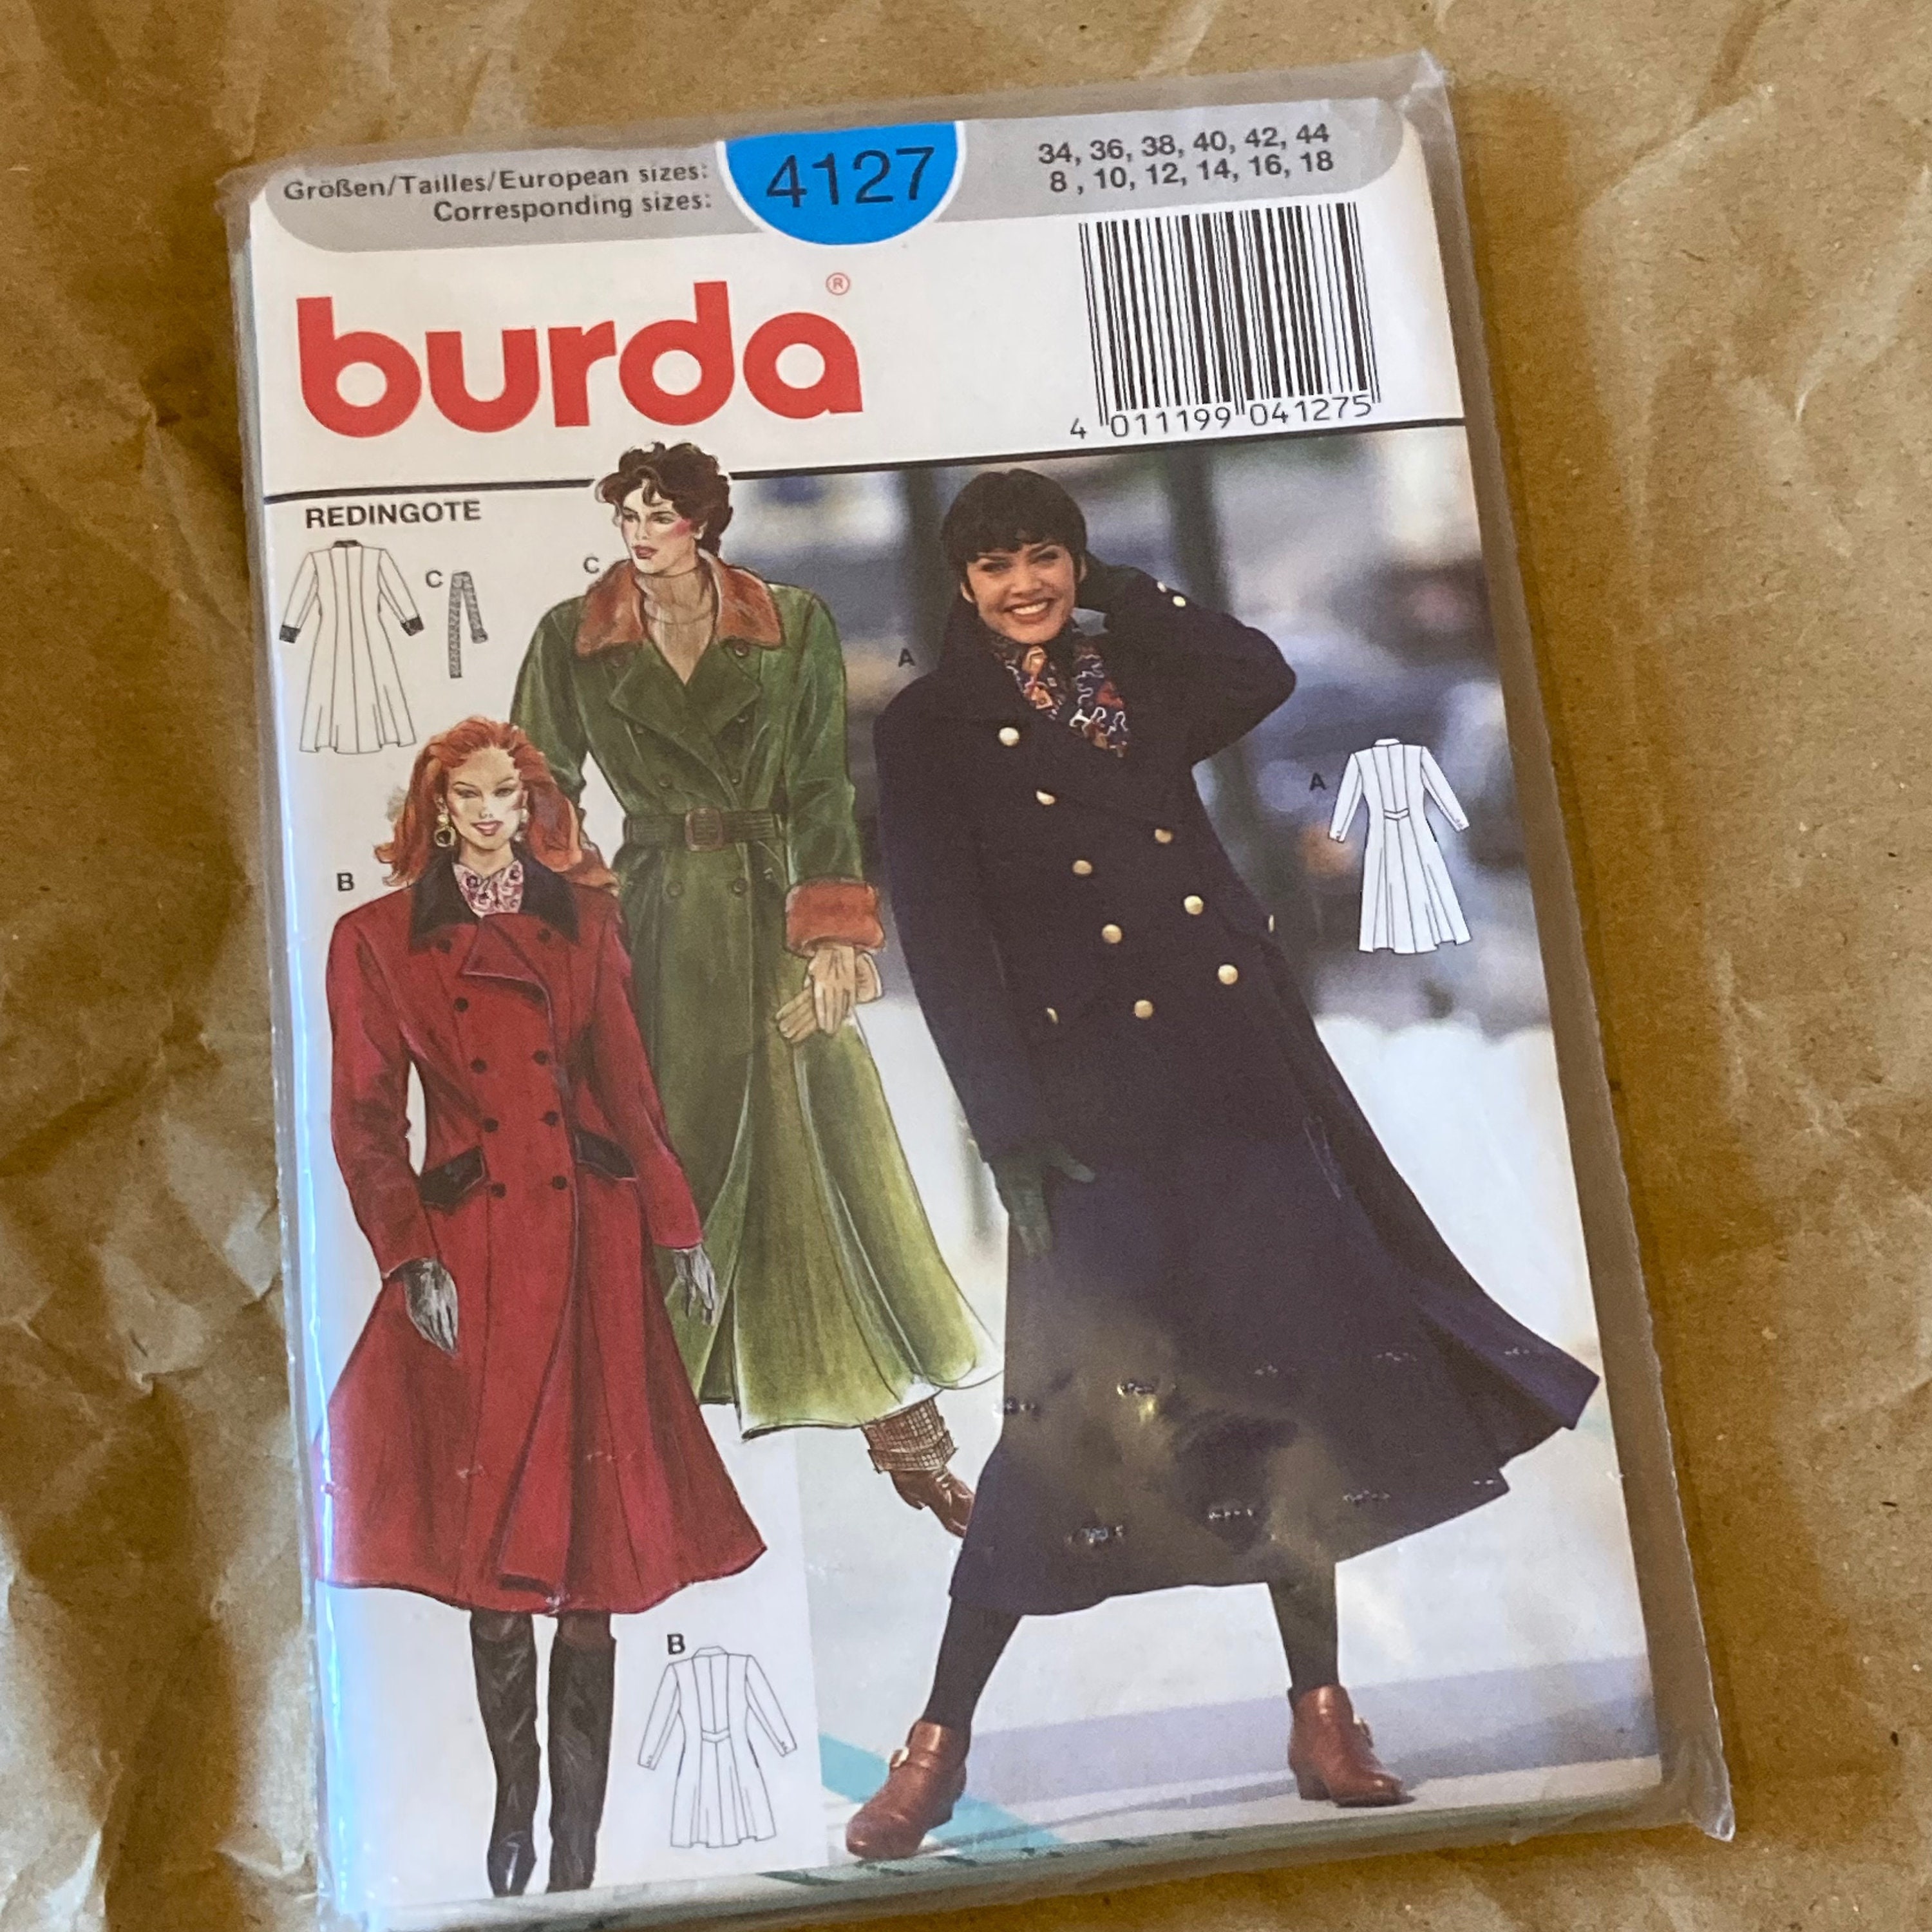 Größen/Tailles/European sizes:
Corresponding sizes:
4127
34, 36, 38, 40, 42, 44
8 , 10, 12, 14, 16, 18
burda®
4 011199 041275
REDINGOTE
C
C
A
A
B
B